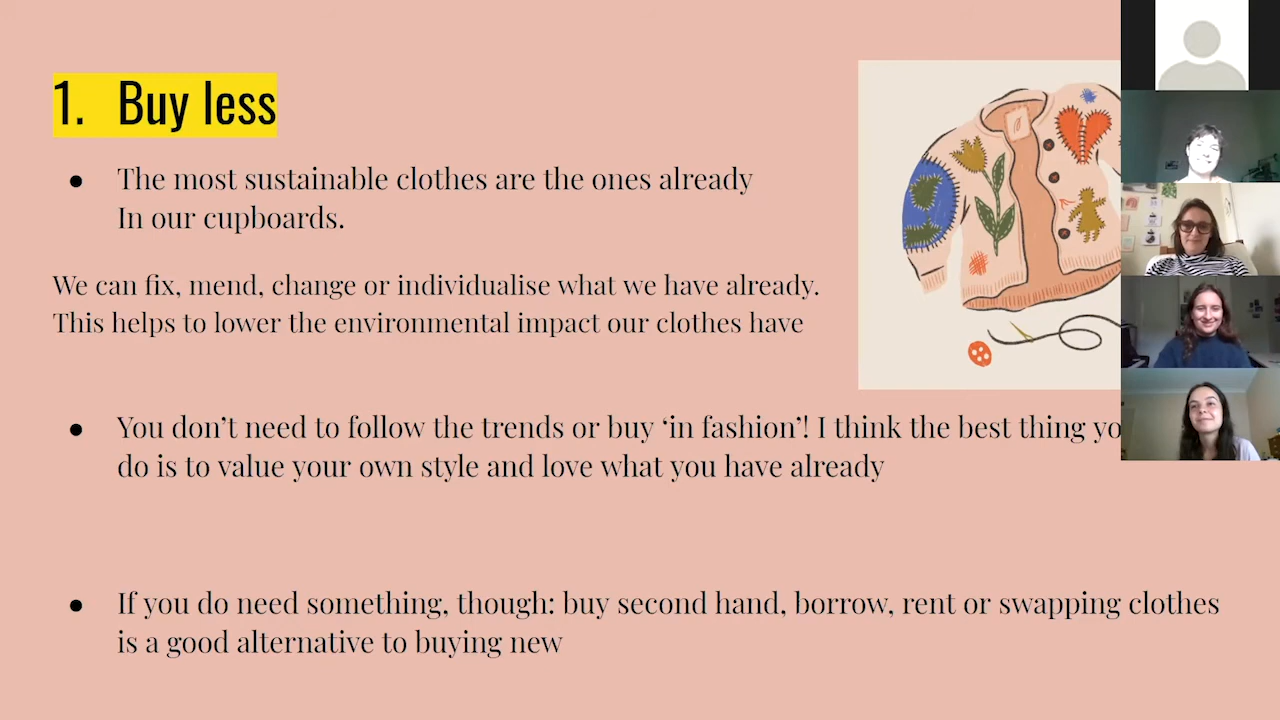 1. Buy less
● The most sustainable clothes are the ones already
In our cupboards.
We can fix, mend, change or individualise what we have already.
This helps to lower the environmental impact our clothes have
● You don’t need to follow the trends or buy ‘in fashion’! I think the best thing
do is to value your own style and love what you have already
● If you do need something, though: buy second hand, borrow, rent or swapping clothes
is a good alternative to buying new